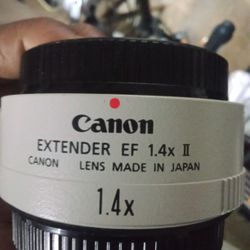 Canon
EXTENDER EF 1.4x II
CANON LENS MADE IN JAPAN
1.4x